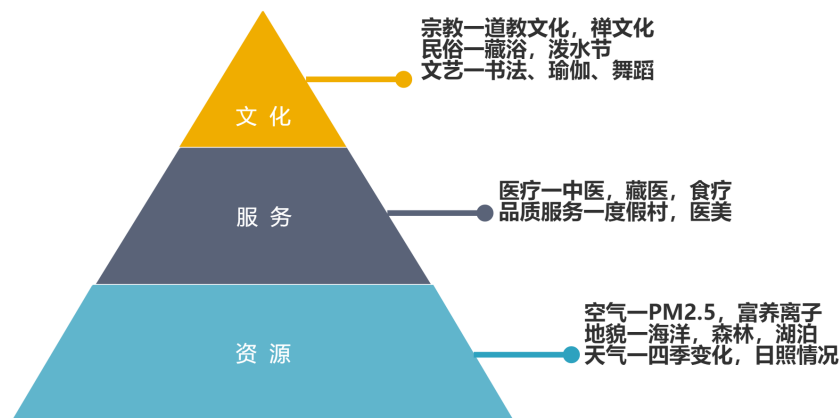 宗教一道教文化，禅文化
民俗一藏浴，泼水节
文艺一书法、瑜伽、舞蹈
文 化
医疗一中医，藏医，食疗
品质服务一度假村，医美
服 务
空气一PM2.5，富养离子
地貌一海洋，森林，湖泊
天气一四季变化，日照情况
资 源